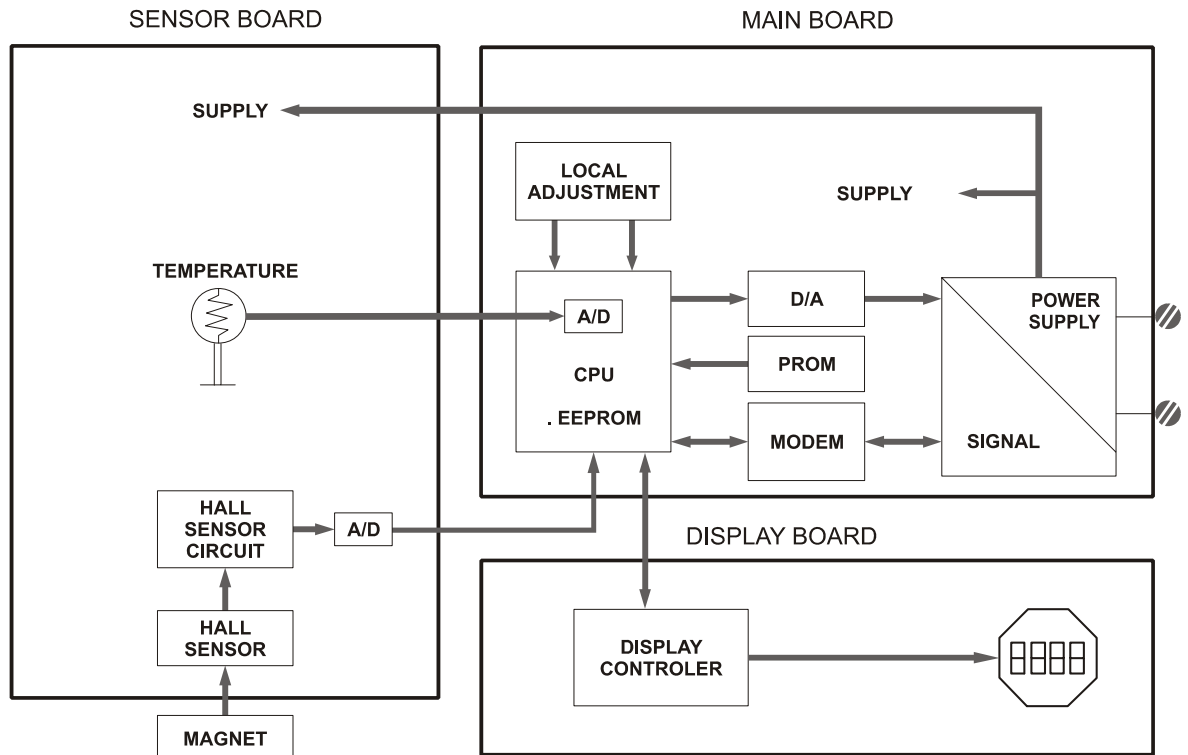 SENSOR BOARD
MAIN BOARD
SUPPLY
LOCAL
ADJUSTMENT
SUPPLY
TEMPERATURE
A/D
CPU
. EEPROM
D/A
PROM
MODEM
POWER
SUPPLY
SIGNAL
HALL
SENSOR
CIRCUIT
A/D
HALL
SENSOR
MAGNET
DISPLAY BOARD
DISPLAY
CONTROLER
8888